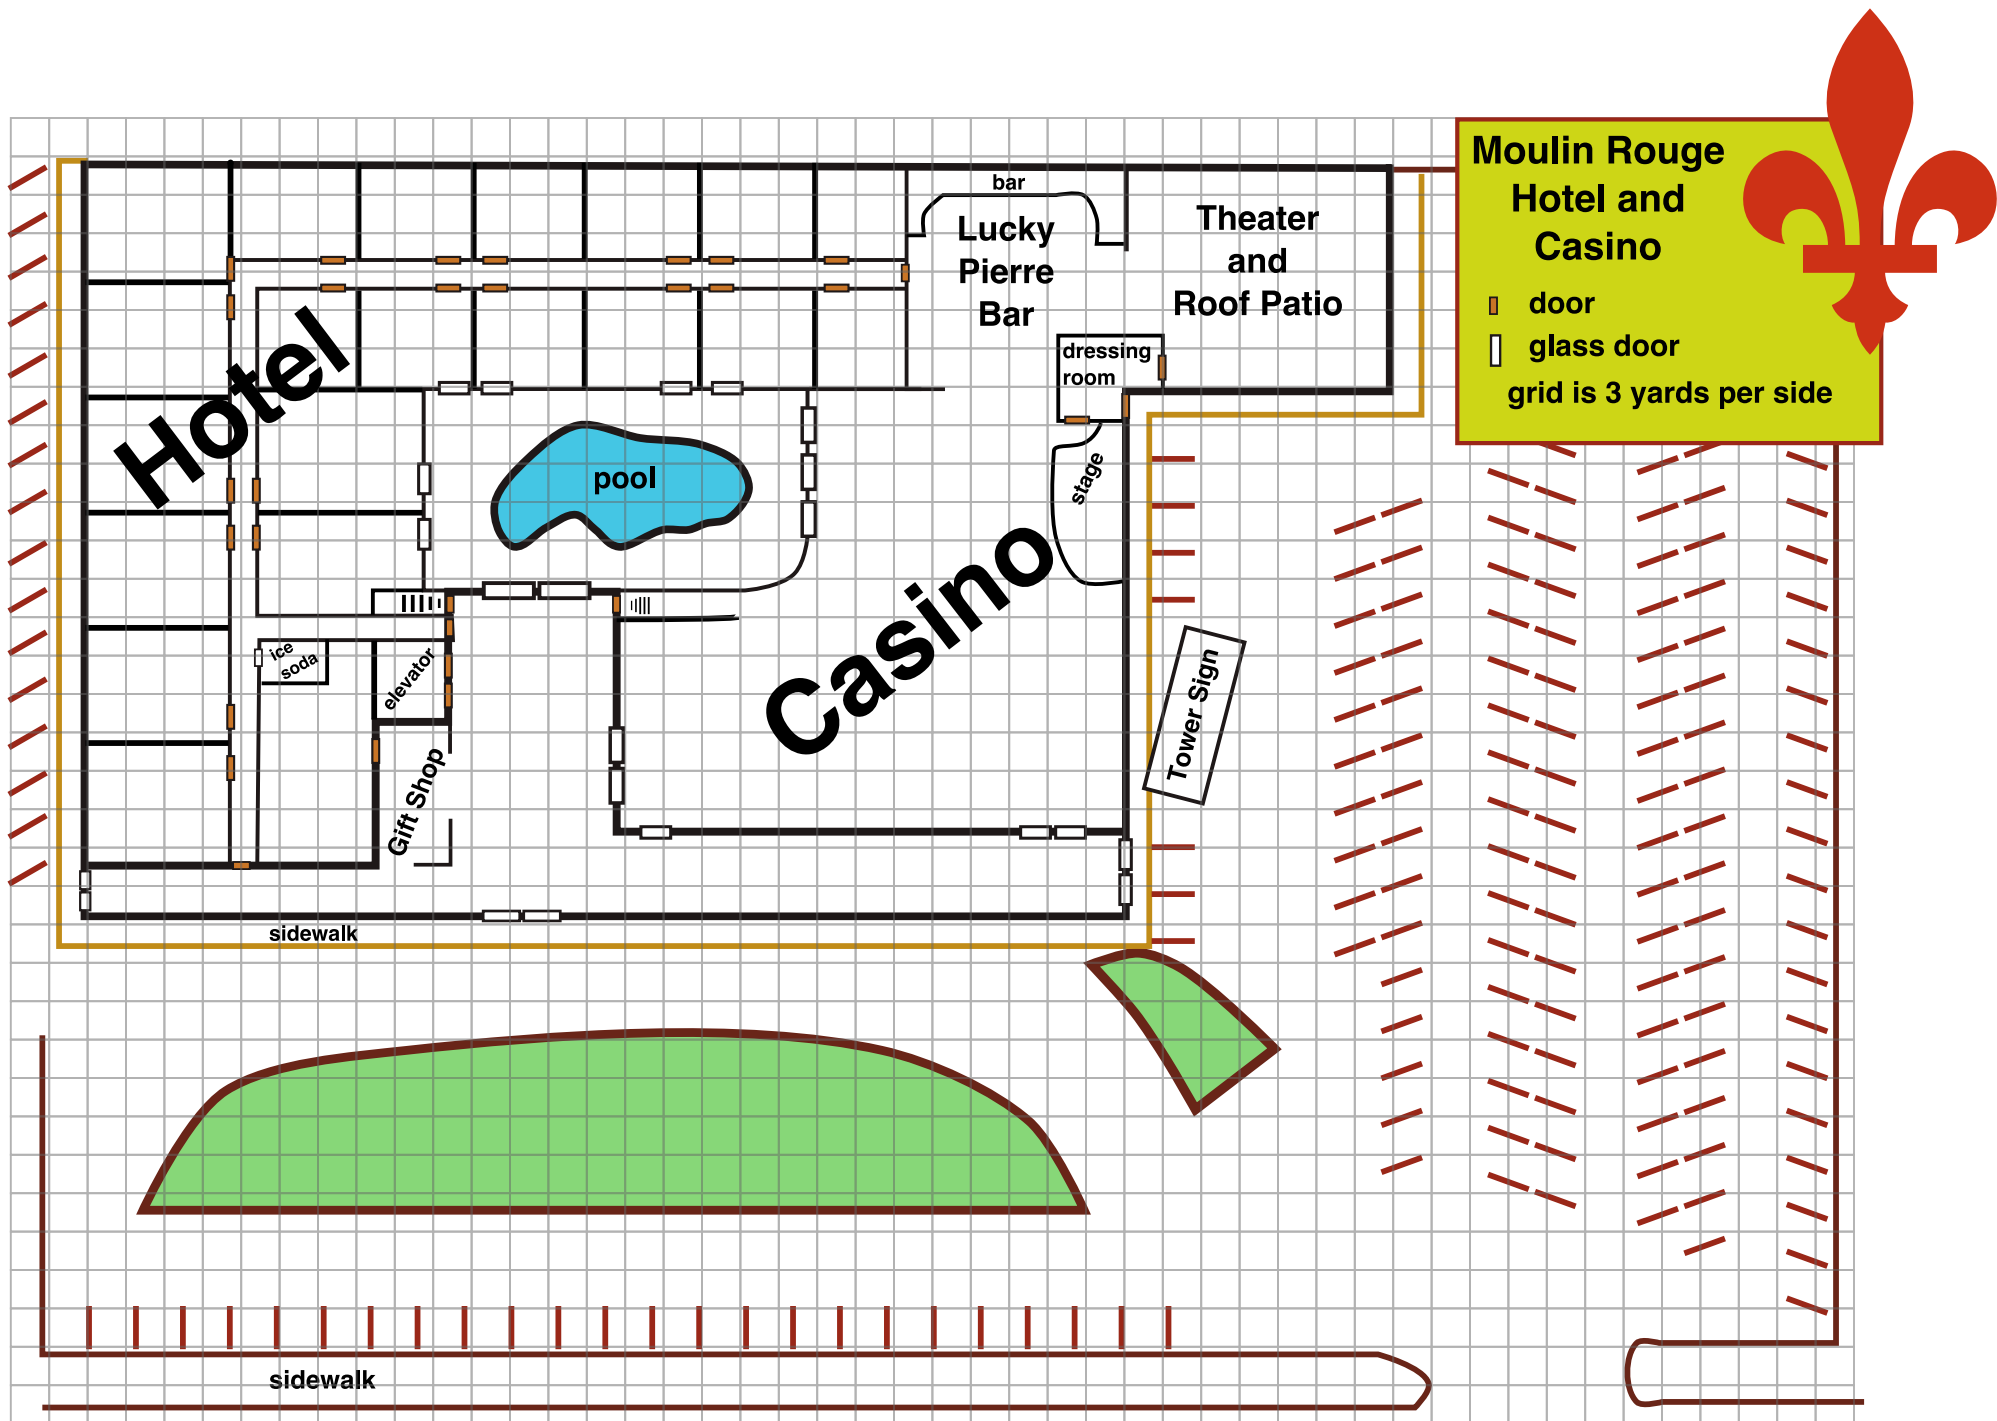 Moulin Rouge
Hotel and
Casino
door
glass door
grid is 3 yards per side
bar
Lucky
Pierre
Bar
Theater
and
Roof Patio
dressing
room
Hotel
pool
stage
Casino
ice
soda
elevator
Tower Sign
Gift Shop
sidewalk
sidewalk